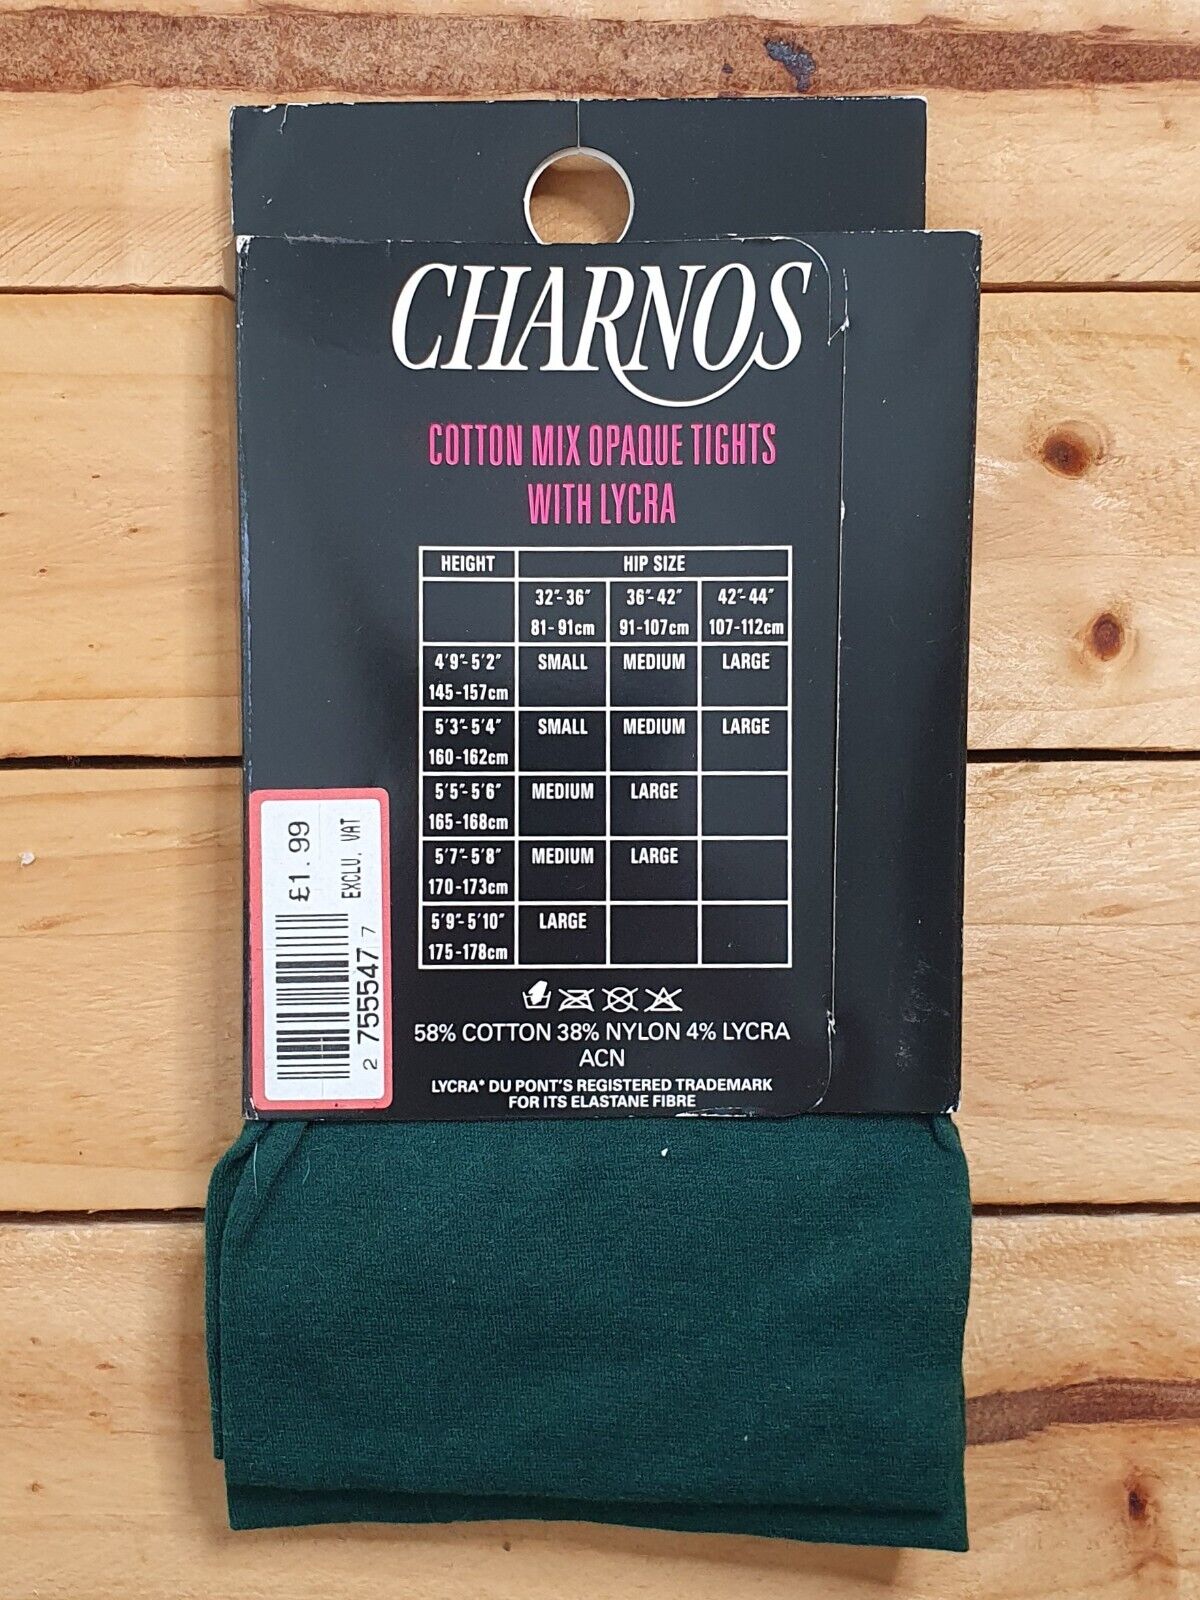 CHARNOS
COTTON MIX OPAQUE TIGHTS
WITH LYCRA
HEIGHT HIP SIZE
32"-36" 36"-42" 42"-44"
81-91cm 91-107cm 107-112cm
4'9"-5'2" SMALL MEDIUM LARGE
145-157cm
5'3"-5'4" SMALL MEDIUM LARGE
160-162cm
5'5"-5'6" MEDIUM LARGE
165-168cm
5'7"-5'8" MEDIUM LARGE
170-173cm
5'9"-5'10" LARGE
175-178cm
58% COTTON 38% NYLON 4% LYCRA
ACN
LYCRA* DU PONT'S REGISTERED TRADEMARK
FOR ITS ELASTANE FIBRE
£1.99
EXCLU. VAT
2 755547 7